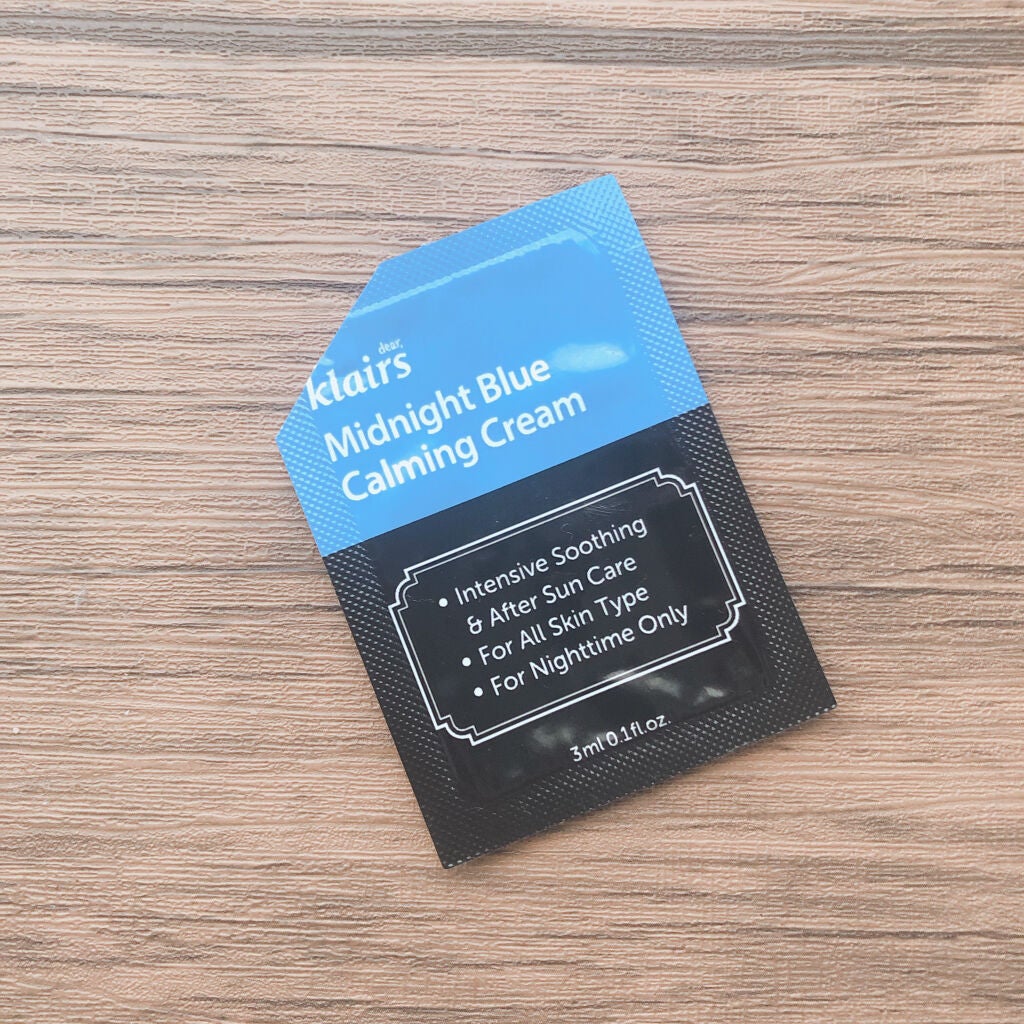 dear,
klairs
Midnight Blue
Calming Cream
• Intensive Soothing
& After Sun Care
• For All Skin Type
• For Nighttime Only
3ml 0.1fl.oz.